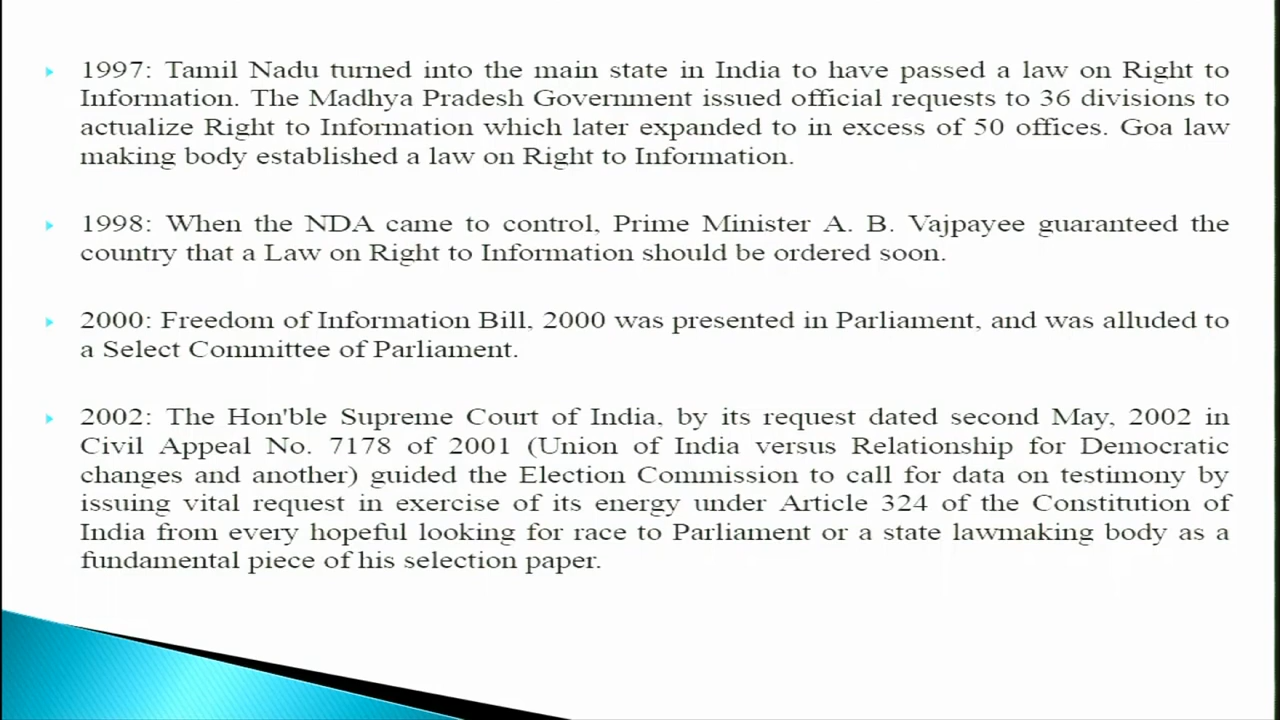 1997: Tamil Nadu turned into the main state in India to have passed a law on Right to
Information. The Madhya Pradesh Government issued official requests to 36 divisions to
actualize Right to Information which later expanded to in excess of 50 offices. Goa law
making body established a law on Right to Information.
1998: When the NDA came to control, Prime Minister A. B. Vajpayee guaranteed the
country that a Law on Right to Information should be ordered soon.
2000: Freedom of Information Bill, 2000 was presented in Parliament, and was alluded to
a Select Committee of Parliament.
2002: The Hon'ble Supreme Court of India, by its request dated second May, 2002 in
Civil Appeal No. 7178 of 2001 (Union of India versus Relationship for Democratic
changes and another) guided the Election Commission to call for data on testimony by
issuing vital request in exercise of its energy under Article 324 of the Constitution of
India from every hopeful looking for race to Parliament or a state lawmaking body as a
fundamental piece of his selection paper.